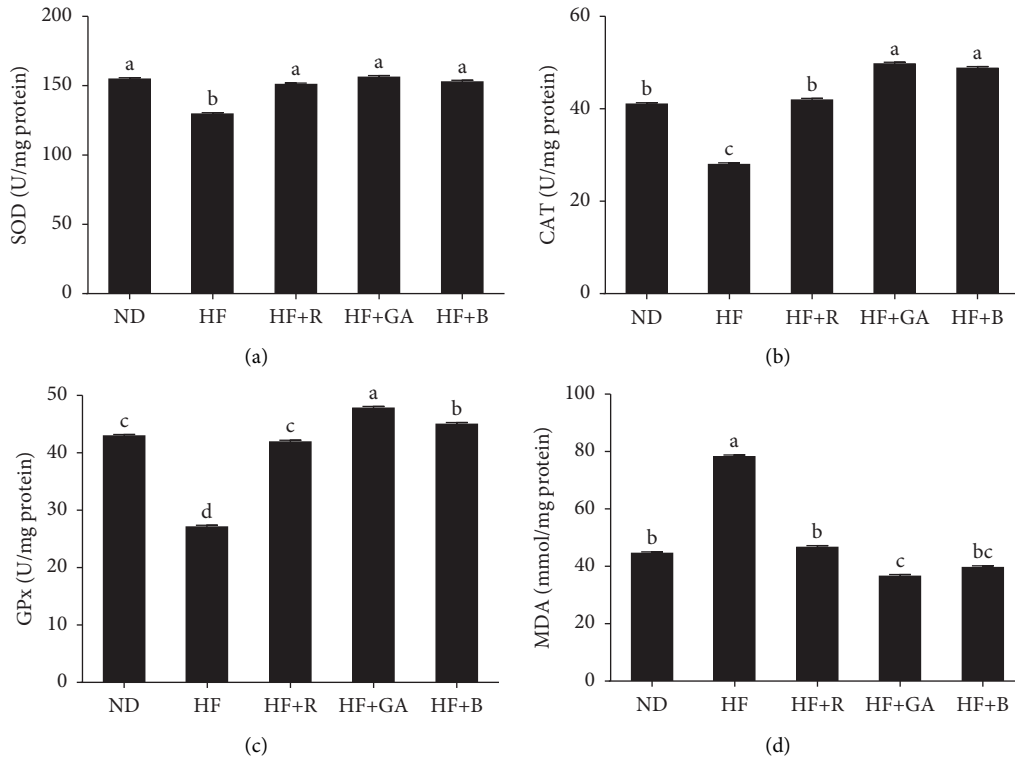 SOD (U/mg protein)
200
150
100
50
0
a
b
a
a
a
ND HF HF+R HF+GA HF+B
(a)
CAT (U/mg protein)
60
40
20
0
b
c
b
a
a
ND HF HF+R HF+GA HF+B
(b)
GPx (U/mg protein)
50
40
30
20
10
0
c
d
c
a
b
ND HF HF+R HF+GA HF+B
(c)
MDA (mmol/mg protein)
100
80
60
40
20
0
b
a
b
c
bc
ND HF HF+R HF+GA HF+B
(d)